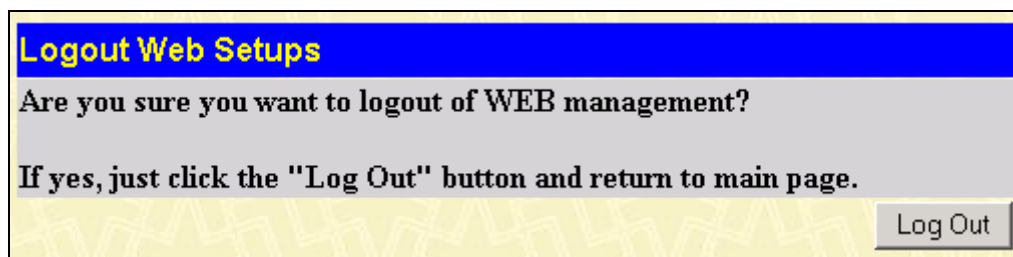 Logout Web Setups
Are you sure you want to logout of WEB management?
If yes, just click the "Log Out" button and return to main page.
Log Out